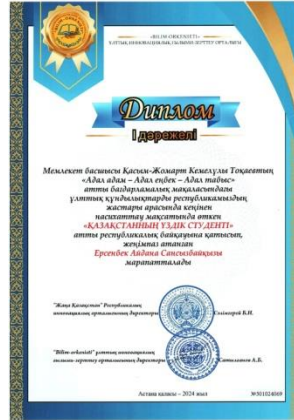 «BILIM ORKENIETI»
ҰЛТТЫҚ ИННОВАЦИЯЛЫҚ ҒЫЛЫМИ-ЗЕРТТЕУ ОРТАЛЫҒЫ
Диплом
І дәрежелі
Мемлекет басшысы Қасым-Жомарт Кемелұлы Тоқаевтың
«Адал адам – Адал еңбек – Адал табыс»
атты бағдарламалық мақаласындағы
ұлттық құндылықтарды республикамыздың
жастары арасында кеңінен
насихаттау мақсатында өткен
«ҚАЗАҚСТАННЫҢ ҮЗДІК СТУДЕНТІ»
атты республикалық байқауына қатысып,
жеңімпаз атанған
Ерсенбек Айдана Сансызбайқызы
марапатталады
"Жаңа Қазақстан" Республикалық
инновациялық орталығының директоры
"Bilim orkenieti" ұлттық инновациялық
ғылыми-зерттеу орталығының директоры
Астана қаласы – 2024 жыл